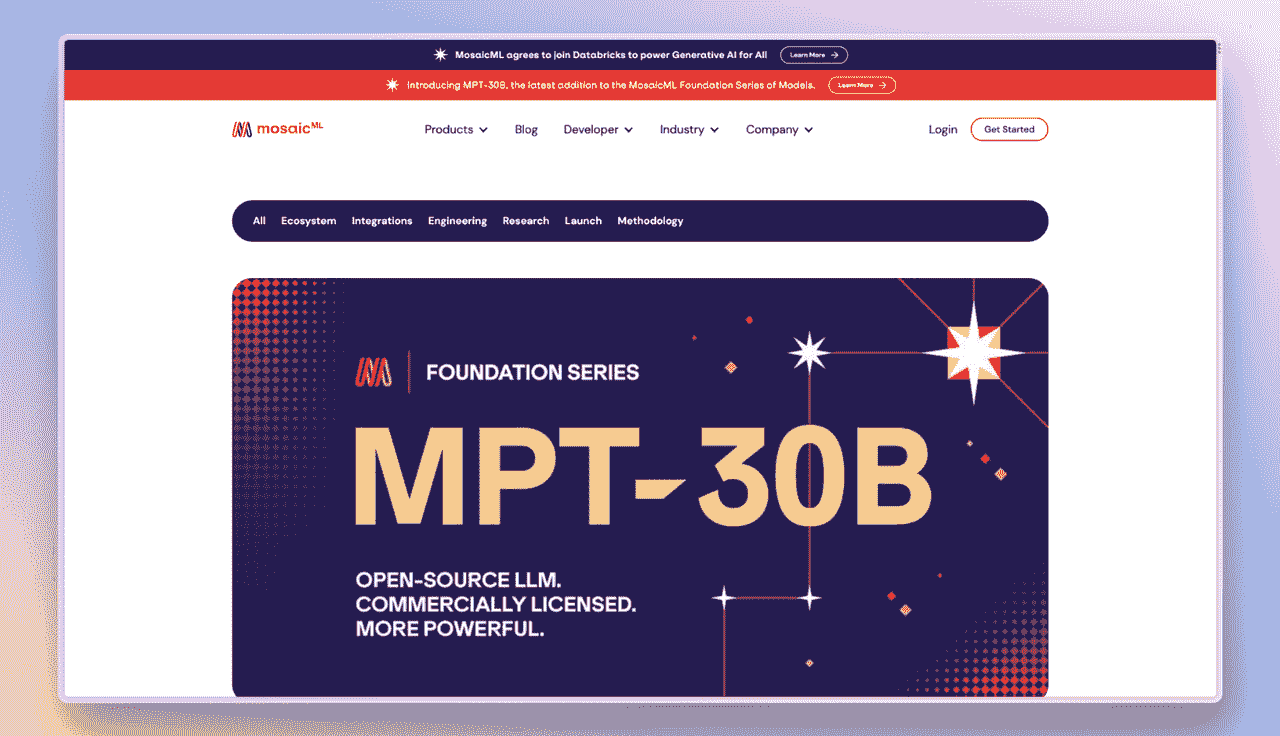 MosaicML agrees to join Databricks to power Generative AI for All Learn More
Introducing MPT-30B, the latest addition to the MosaicML Foundation Series of Models. Learn More
mosaicML Products Blog Developer Industry Company Login Get Started
All Ecosystem Integrations Engineering Research Launch Methodology
FOUNDATION SERIES
MPT-30B
OPEN-SOURCE LLM.
COMMERCIALLY LICENSED.
MORE POWERFUL.